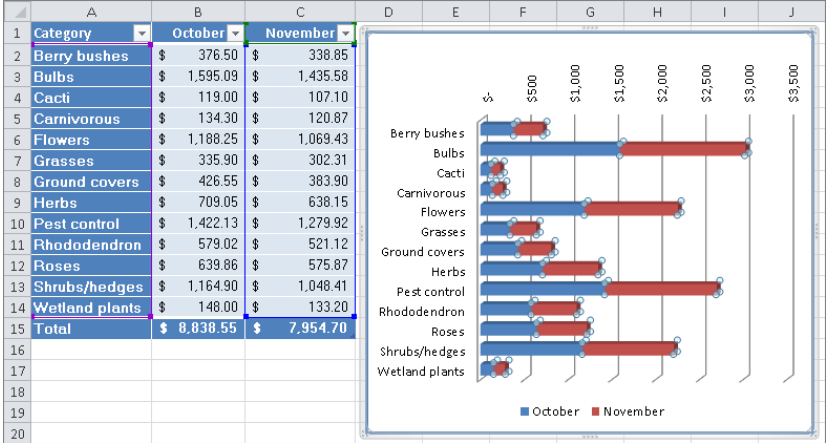 A B C D E F G H I J
1 Category October November
2 Berry bushes $ 376.50 $ 338.85
3 Bulbs $ 1,595.09 $ 1,435.58
4 Cacti $ 119.00 $ 107.10
5 Carnivorous $ 134.30 $ 120.87
6 Flowers $ 1,188.25 $ 1,069.43
7 Grasses $ 335.90 $ 302.31
8 Ground covers $ 426.55 $ 383.90
9 Herbs $ 709.05 $ 638.15
10 Pest control $ 1,422.13 $ 1,279.92
11 Rhododendron $ 579.02 $ 521.12
12 Roses $ 639.86 $ 575.87
13 Shrubs/hedges $ 1,164.90 $ 1,048.41
14 Wetland plants $ 148.00 $ 133.20
15 Total $ 8,838.55 $ 7,954.70
16
17
18
19
20
$- $500 $1,000 $1,500 $2,000 $2,500 $3,000 $3,500
Berry bushes
Bulbs
Cacti
Carnivorous
Flowers
Grasses
Ground covers
Herbs
Pest control
Rhododendron
Roses
Shrubs/hedges
Wetland plants
October November